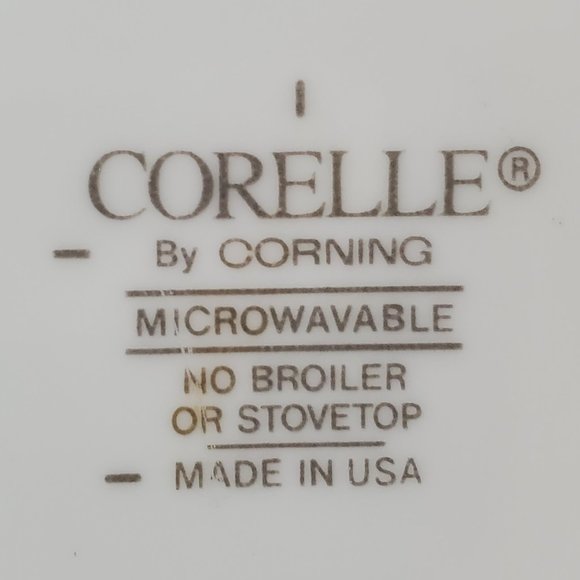 CORELLE®
By CORNING
MICROWAVABLE
NO BROILER
OR STOVETOP
MADE IN USA